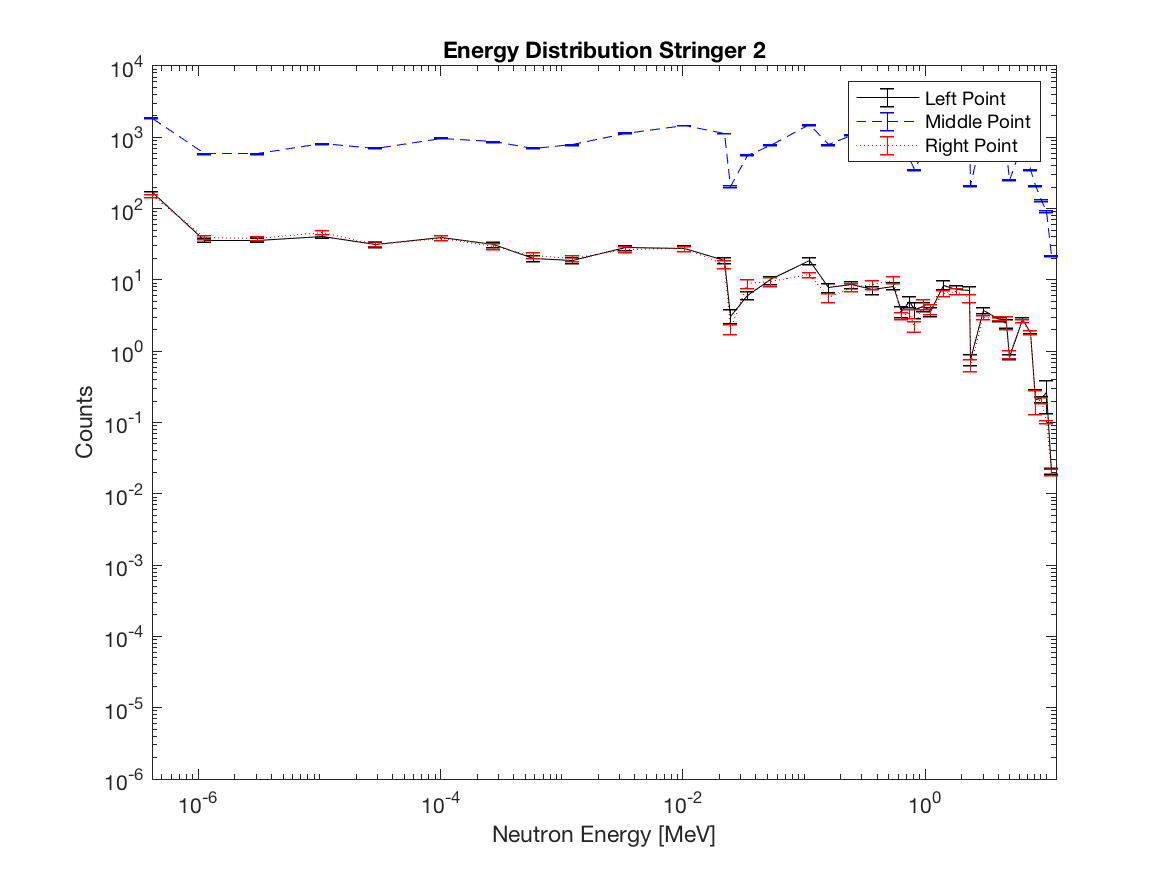 Energy Distribution Stringer 2
Left Point
Middle Point
Right Point
10^4
10^3
10^2
10^1
10^0
10^-1
10^-2
10^-3
10^-4
10^-5
10^-6
Counts
10^-6 10^-4 10^-2 10^0
Neutron Energy [MeV]